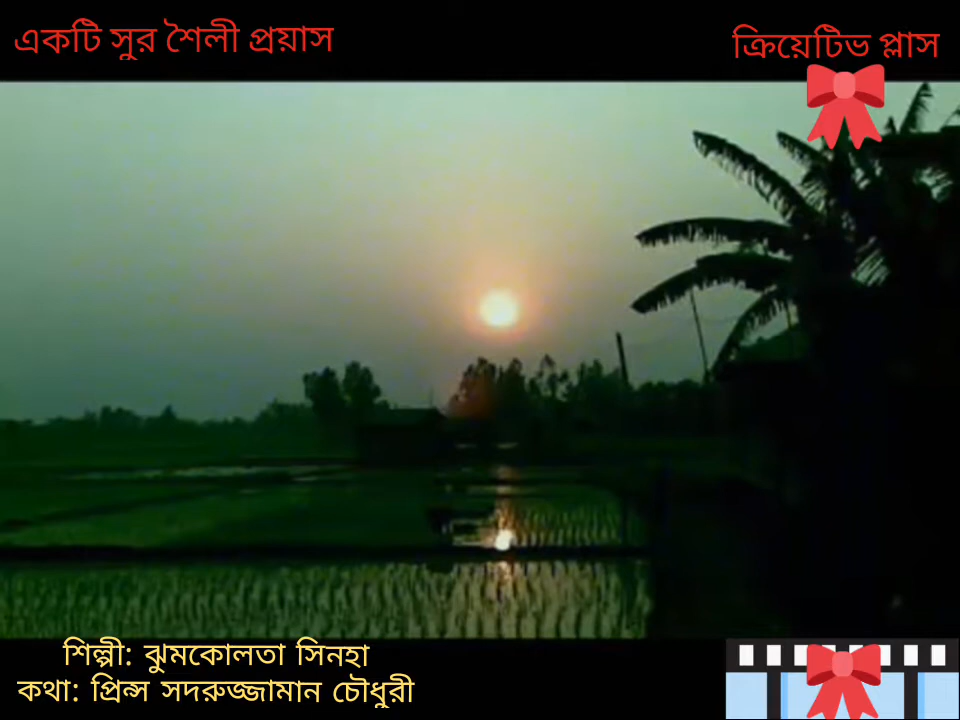 একটি সুর শৈলী প্রয়াস
ক্রিয়েটিভ প্লাস
শিল্পী: ঝুমকোলতা সিনহা
কথা: প্রিন্স সদরুজ্জামান চৌধুরী